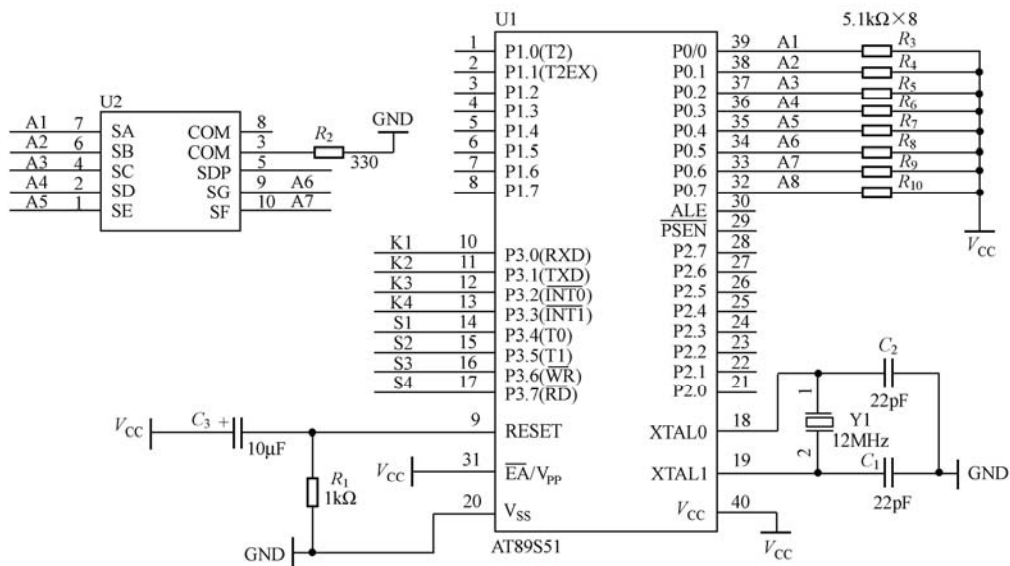 U2
A1 7 SA COM 8
A2 6 SB COM 3 R2 330 GND
A3 4 SC SDP 5
A4 2 SD SG 9 A6
A5 1 SE SF 10 A7
U1
1 P1.0(T2)
2 P1.1(T2EX)
3 P1.2
4 P1.3
5 P1.4
6 P1.5
7 P1.6
8 P1.7
K1 10 P3.0(RXD)
K2 11 P3.1(TXD)
K3 12 P3.2(INT0)
K4 13 P3.3(INT1)
S1 14 P3.4(T0)
S2 15 P3.5(T1)
S3 16 P3.6(WR)
S4 17 P3.7(RD)
VCC C3 + 10μF 9 RESET
R1 1kΩ
VCC 31 EA/VPP
GND 20 VSS
AT89S51
5.1kΩ×8
P0/0 39 A1 R3
P0.1 38 A2 R4
P0.2 37 A3 R5
P0.3 36 A4 R6
P0.4 35 A5 R7
P0.5 34 A6 R8
P0.6 33 A7 R9
P0.7 32 A8 R10
ALE 30
PSEN 29
VCC
P2.7 28
P2.6 27
P2.5 26
P2.4 25
P2.3 24
P2.2 23
P2.1 22
P2.0 21
XTAL0 18
C2
22pF
1
Y1
12MHz
2
XTAL1 19
C1
22pF
GND
VCC 40
VCC